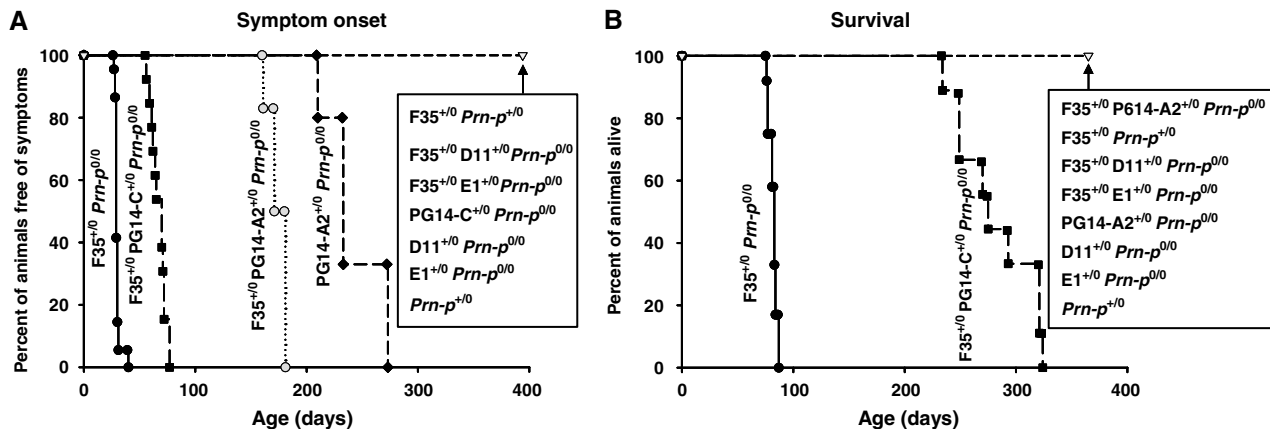 A
Symptom onset
Percent of animals free of symptoms
100
80
60
40
20
0
0
100
200
300
400
Age (days)
F35+/0 Prn-p0/0
F35+/0 PG14-C+/0 Prn-p0/0
F35+/0 PG14-A2+/0 Prn-p0/0
PG14-A2+/0 Prn-p0/0
F35+/0 Prn-p+/0
F35+/0 D11+/0 Prn-p0/0
F35+/0 E1+/0 Prn-p0/0
PG14-C+/0 Prn-p0/0
D11+/0 Prn-p0/0
E1+/0 Prn-p0/0
Prn-p+/0
B
Survival
Percent of animals alive
100
80
60
40
20
0
0
100
200
300
400
Age (days)
F35+/0 Prn-p0/0
F35+/0 PG14-C+/0 Prn-p0/0
F35+/0 P614-A2+/0 Prn-p0/0
F35+/0 Prn-p+/0
F35+/0 D11+/0 Prn-p0/0
F35+/0 E1+/0 Prn-p0/0
PG14-A2+/0 Prn-p0/0
D11+/0 Prn-p0/0
E1+/0 Prn-p0/0
Prn-p+/0